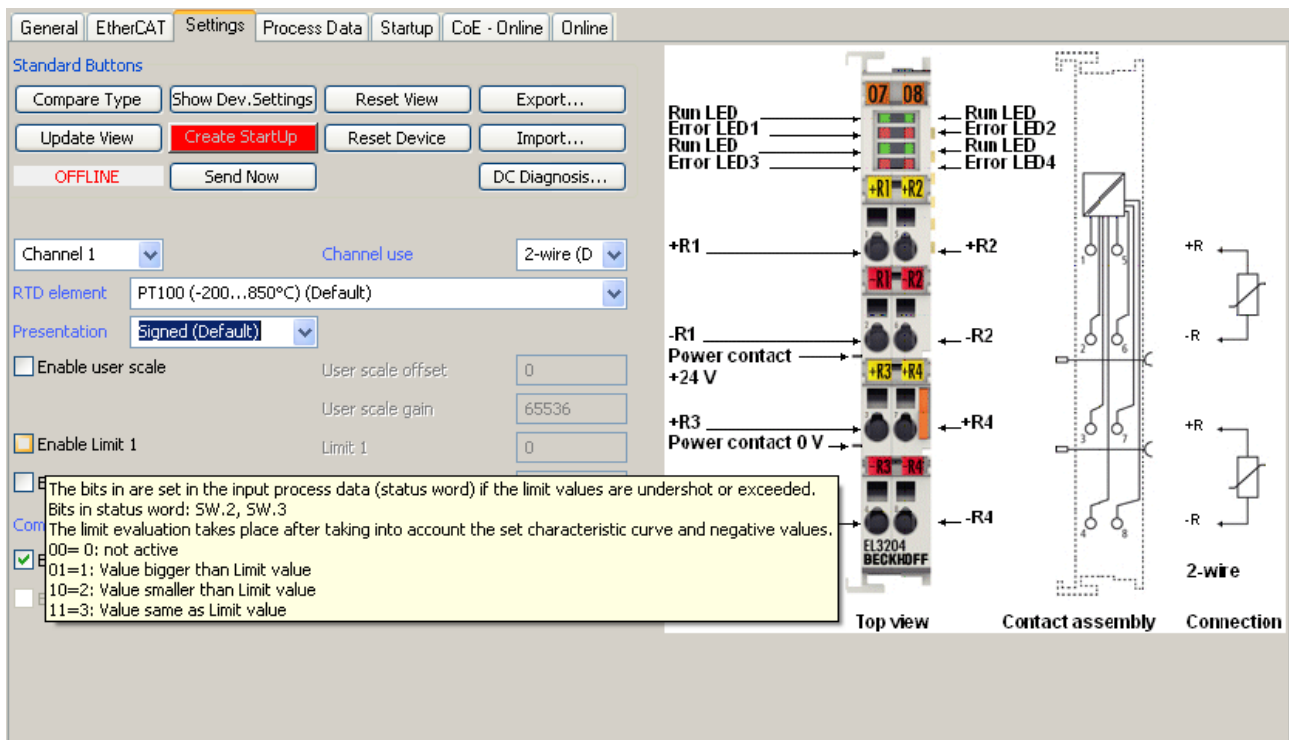 General EtherCAT Settings Process Data Startup CoE - Online Online
Standard Buttons
Compare Type Show Dev.Settings Reset View Export...
Update View Create StartUp Reset Device Import...
OFFLINE Send Now DC Diagnosis...
Channel 1 Channel use 2-wire (D
RTD element PT100 (-200...850°C) (Default)
Presentation Signed (Default)
Enable user scale User scale offset 0
User scale gain 65536
Enable Limit 1 Limit 1 0
The bits in are set in the input process data (status word) if the limit values are undershot or exceeded.
Bits in status word: SW.2, SW.3
The limit evaluation takes place after taking into account the set characteristic curve and negative values.
00= 0: not active
01=1: Value bigger than Limit value
10=2: Value smaller than Limit value
11=3: Value same as Limit value
Com
07 08
Run LED Run LED
Error LED1 Error LED2
Run LED Run LED
Error LED3 Error LED4
+R1 +R2
+R1 +R2
-R1 -R2
-R1 -R2
Power contact
+24 V
+R3 +R4
+R3 +R4
Power contact 0 V
-R3 -R4
-R4
EL3204
BECKHOFF
Top view
1 5
2 6
3 7
4 8
Contact assembly
+R
-R
+R
-R
2-wire
Connection